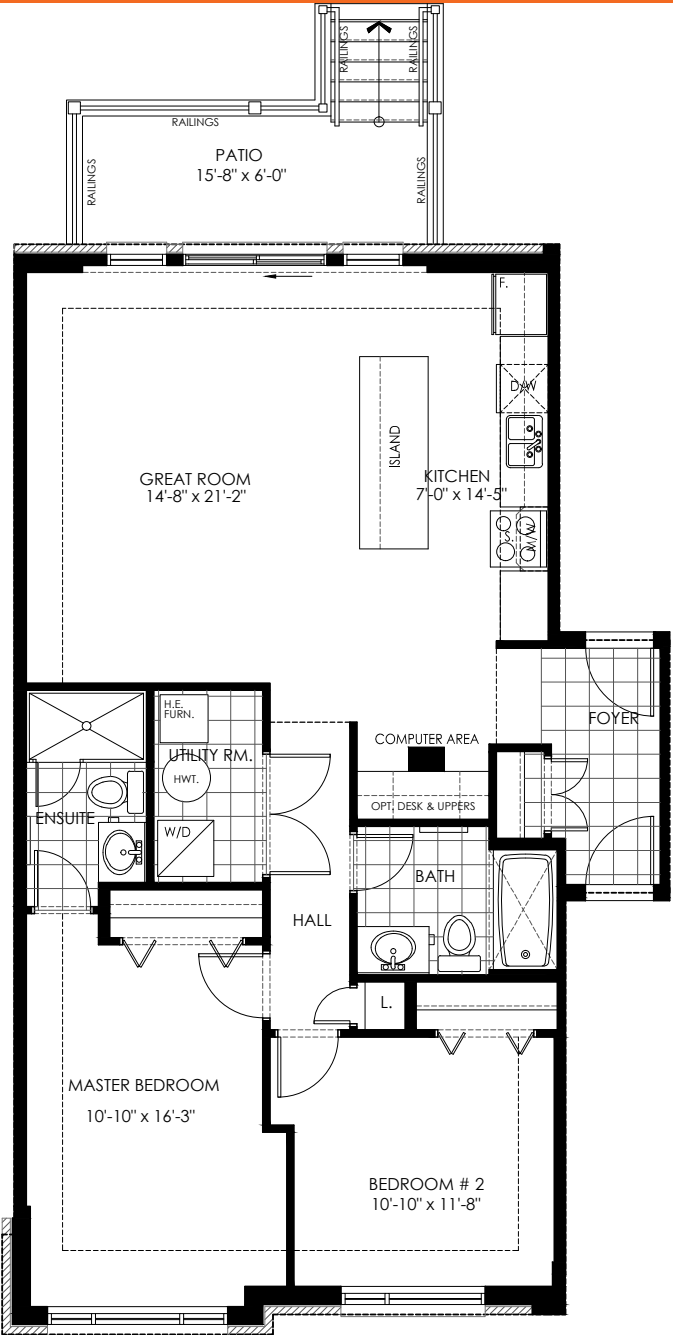 RAILINGS
RAILINGS
RAILINGS
RAILINGS
RAILINGS
PATIO
15'-8" x 6'-0"
F.
D/W
ISLAND
KITCHEN
7'-0" x 14'-5"
GREAT ROOM
14'-8" x 21'-2"
S.
M/W
H.E.
FURN.
UTILITY RM.
HWT.
W/D
ENSUITE
COMPUTER AREA
OPT. DESK & UPPERS
FOYER
BATH
HALL
L.
MASTER BEDROOM
10'-10" x 16'-3"
BEDROOM # 2
10'-10" x 11'-8"